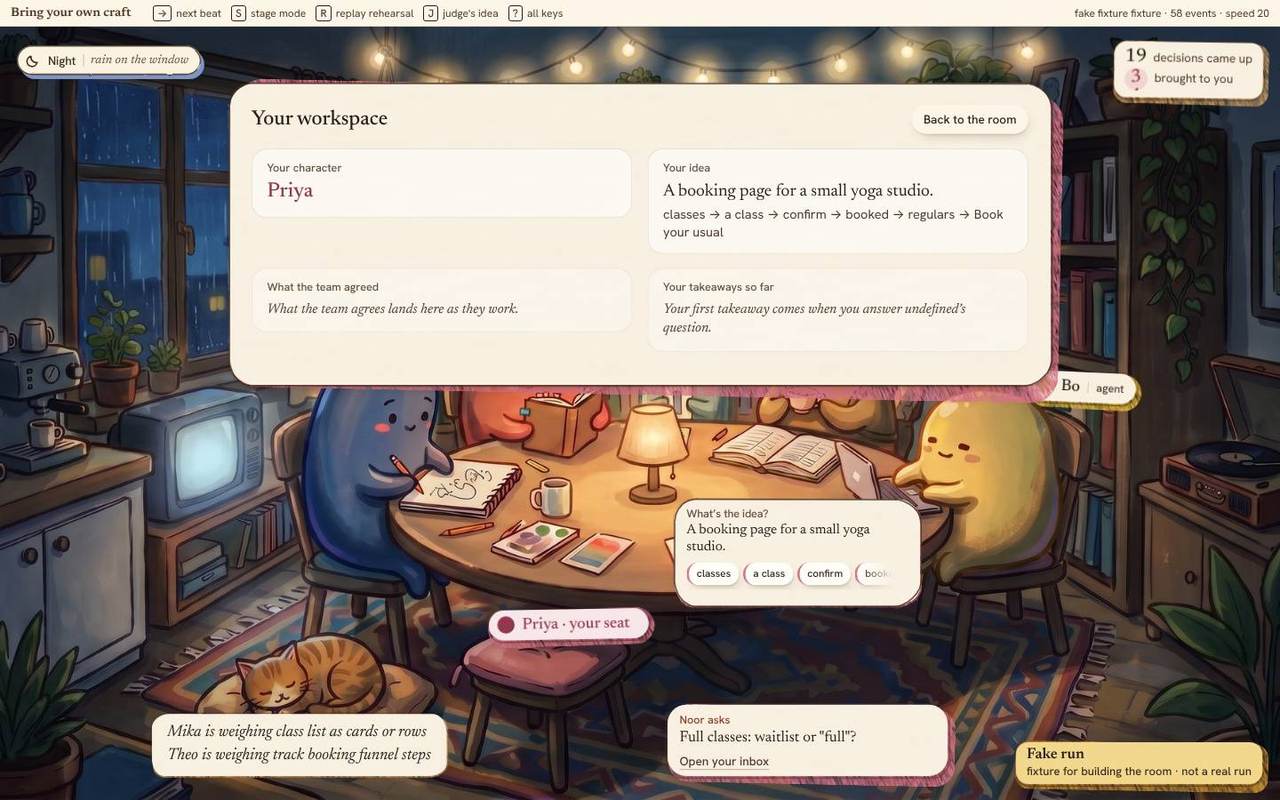 Bring your own craft → next beat S stage mode R replay rehearsal J judge's idea ? all keys fake fixture fixture · 58 events · speed 20
Night rain on the window
19 decisions came up
3 brought to you
Your workspace
Back to the room
Your character
Priya
Your idea
A booking page for a small yoga studio.
classes → a class → confirm → booked → regulars → Book
your usual
What the team agreed
What the team agrees lands here as they work.
Your takeaways so far
Your first takeaway comes when you answer undefined's
question.
Bo agent
What's the idea?
A booking page for a small yoga
studio.
classes a class confirm book
Priya · your seat
Mika is weighing class list as cards or rows
Theo is weighing track booking funnel steps
Noor asks
Full classes: waitlist or "full"?
Open your inbox
Fake run
fixture for building the room · not a real run